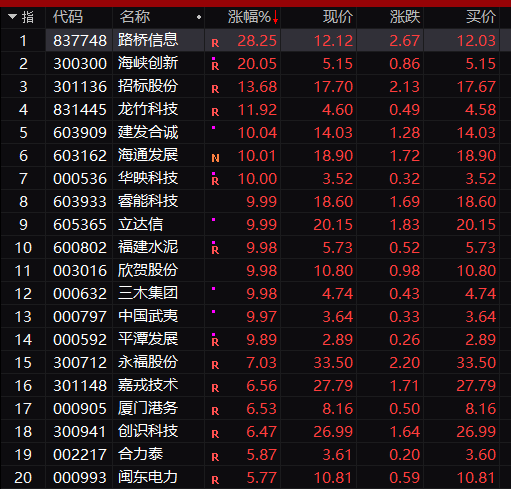 指 代码 名称 涨幅% 现价 涨跌 买价
1 837748 路桥信息 R 28.25 12.12 2.67 12.03
2 300300 海峡创新 R 20.05 5.15 0.86 5.15
3 301136 招标股份 R 13.68 17.70 2.13 17.67
4 831445 龙竹科技 R 11.92 4.60 0.49 4.58
5 603909 建发合诚 10.04 14.03 1.28 14.03
6 603162 海通发展 N 10.01 18.90 1.72 18.90
7 000536 华映科技 R 10.00 3.52 0.32 3.52
8 603933 睿能科技 9.99 18.60 1.69 18.60
9 605365 立达信 9.99 20.15 1.83 20.15
10 600802 福建水泥 R 9.98 5.73 0.52 5.73
11 003016 欣贺股份 9.98 10.80 0.98 10.80
12 000632 三木集团 9.98 4.74 0.43 4.74
13 000797 中国武夷 9.97 3.64 0.33 3.64
14 000592 平潭发展 R 9.89 2.89 0.26 2.89
15 300712 永福股份 R 7.03 33.50 2.20 33.50
16 301148 嘉戎技术 R 6.56 27.79 1.71 27.79
17 000905 厦门港务 R 6.53 8.16 0.50 8.16
18 300941 创识科技 R 6.47 26.99 1.64 26.99
19 002217 合力泰 R 5.87 3.61 0.20 3.60
20 000993 闽东电力 R 5.77 10.81 0.59 10.81